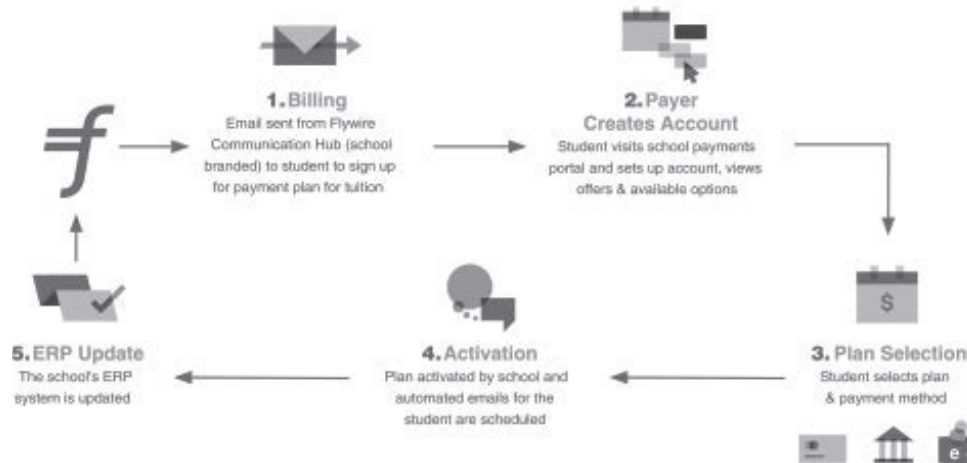 1. Billing
Email sent from Flywire
Communication Hub (school
branded) to student to sign up
for payment plan for tuition
2. Payer
Creates Account
Student visits school payments
portal and sets up account, views
offers & available options
3. Plan Selection
Student selects plan
& payment method
$
e
4. Activation
Plan activated by school and
automated emails for the
student are scheduled
5. ERP Update
The school's ERP
system is updated